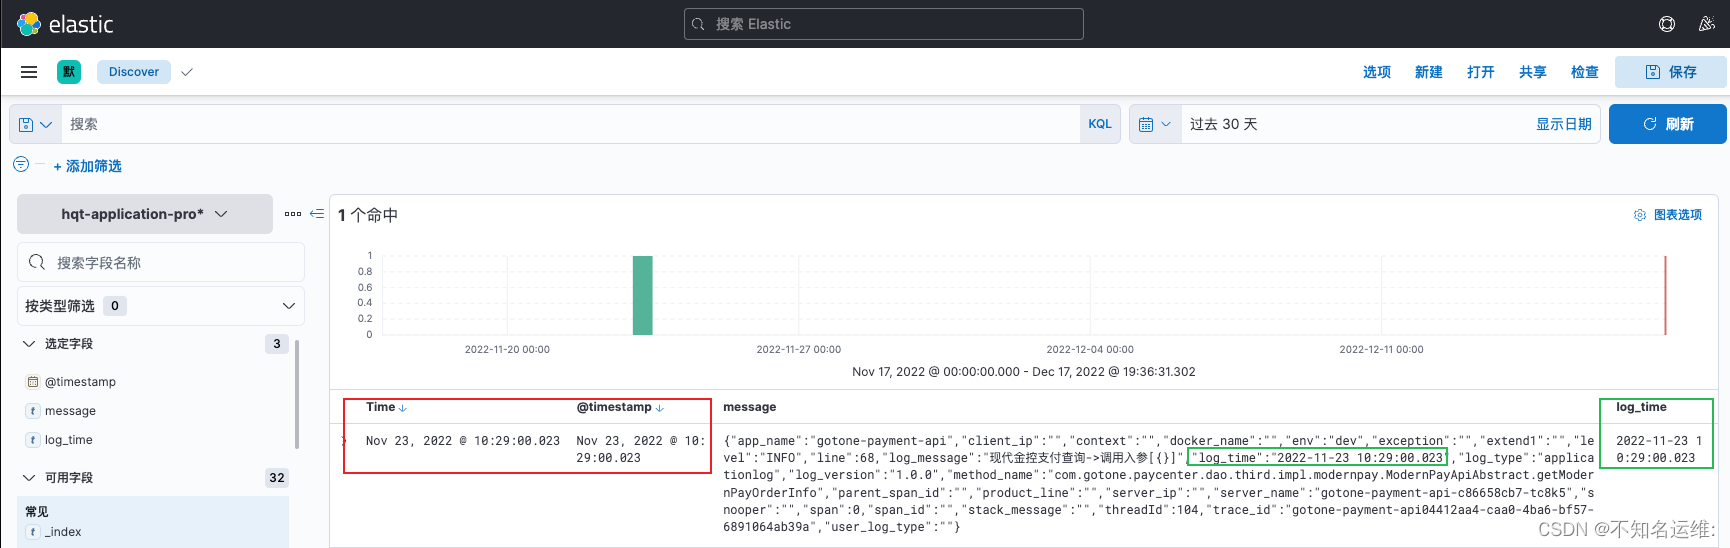 elastic
搜索 Elastic
默
Discover
选项
新建
打开
共享
检查
保存
搜索
KQL
过去 30 天
显示日期
刷新
+ 添加筛选
hqt-application-pro*
搜索字段名称
按类型筛选 0
选定字段 3
@timestamp
t message
t log_time
可用字段 32
常见
t _index
1 个命中
图表选项
1
0.8
0.6
0.4
0.2
0
2022-11-20 00:00
2022-11-27 00:00
2022-12-04 00:00
2022-12-11 00:00
Nov 17, 2022 @ 00:00:00.000 - Dec 17, 2022 @ 19:36:31.302
Time
@timestamp
message
log_time
Nov 23, 2022 @ 10:29:00.023
Nov 23, 2022 @ 10:
29:00.023
{"app_name":"gotone-payment-api","client_ip":"","context":"","docker_name":"","env":"dev","exception":"","extend1":"","le
vel":"INFO","line":68,"log_message":"现代金控支付查询->调用入参[{}]","log_time":"2022-11-23 10:29:00.023","log_type":"applic
ationlog","log_version":"1.0.0","method_name":"com.gotone.paycenter.dao.third.impl.modernpay.ModernPayApiAbstract.getModer
nPayOrderInfo","parent_span_id":"","product_line":"","server_ip":"","server_name":"gotone-payment-api-c86658cb7-tc8k5","s
nooper":"","span":0,"span_id":"","stack_message":"","threadId":104,"trace_id":"gotone-payment-api04412aa4-caa0-4ba6-bf57-
6891064ab39a","user_log_type":""}
2022-11-23 1
0:29:00.023
CSDN @不知名运维: